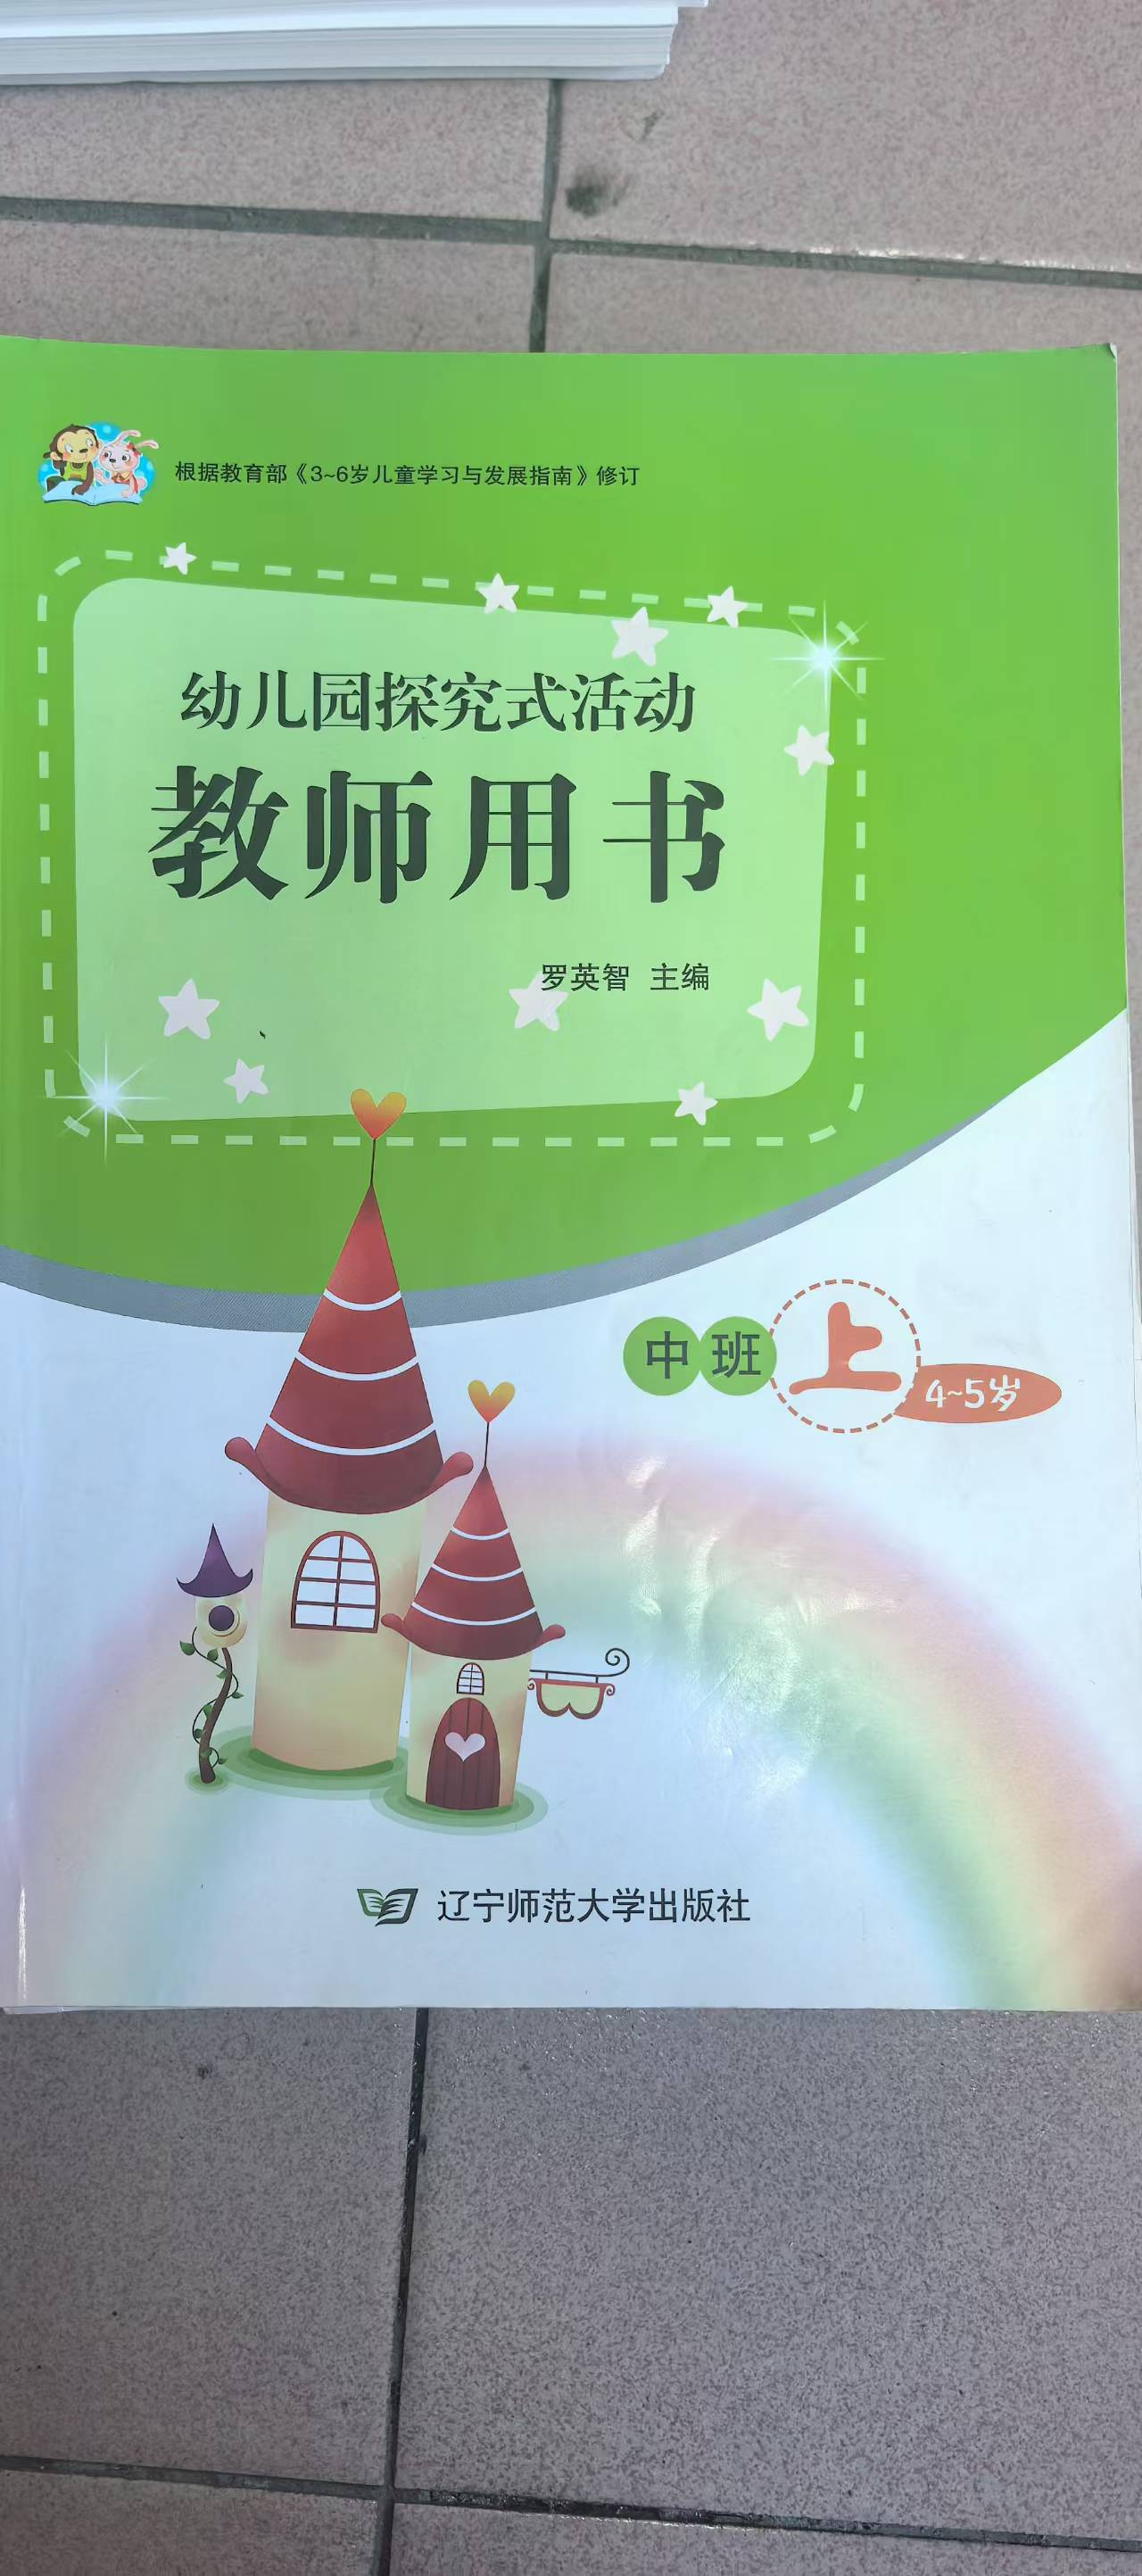 根据教育部《3~6岁儿童学习与发展指南》修订
幼儿园探究式活动
教师用书
罗英智 主编
中班 上
4~5岁
辽宁师范大学出版社